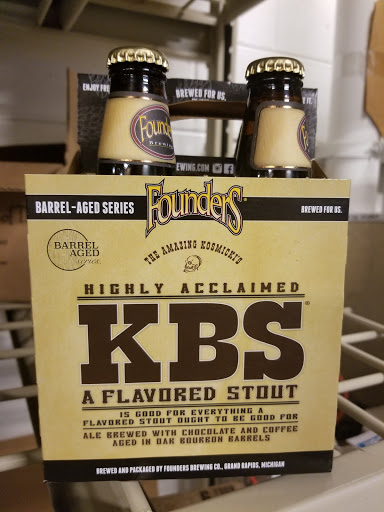 ENJOY FRE
BREWED FOR US.
Founders
Brewing
EWING.COM
BARREL-AGED SERIES
FOUNDERS
BREWED FOR US.
BARREL
AGED
series.
THE AMAZING KOSMICKI'S
HIGHLY ACCLAIMED
KBS
A FLAVORED STOUT
IS GOOD FOR EVERYTHING A
FLAVORED STOUT OUGHT TO BE GOOD FOR
ALE BREWED WITH CHOCOLATE AND COFFEE
AGED IN OAK BOURBON BARRELS
BREWED AND PACKAGED BY FOUNDERS BREWING CO., GRAND RAPIDS, MICHIGAN